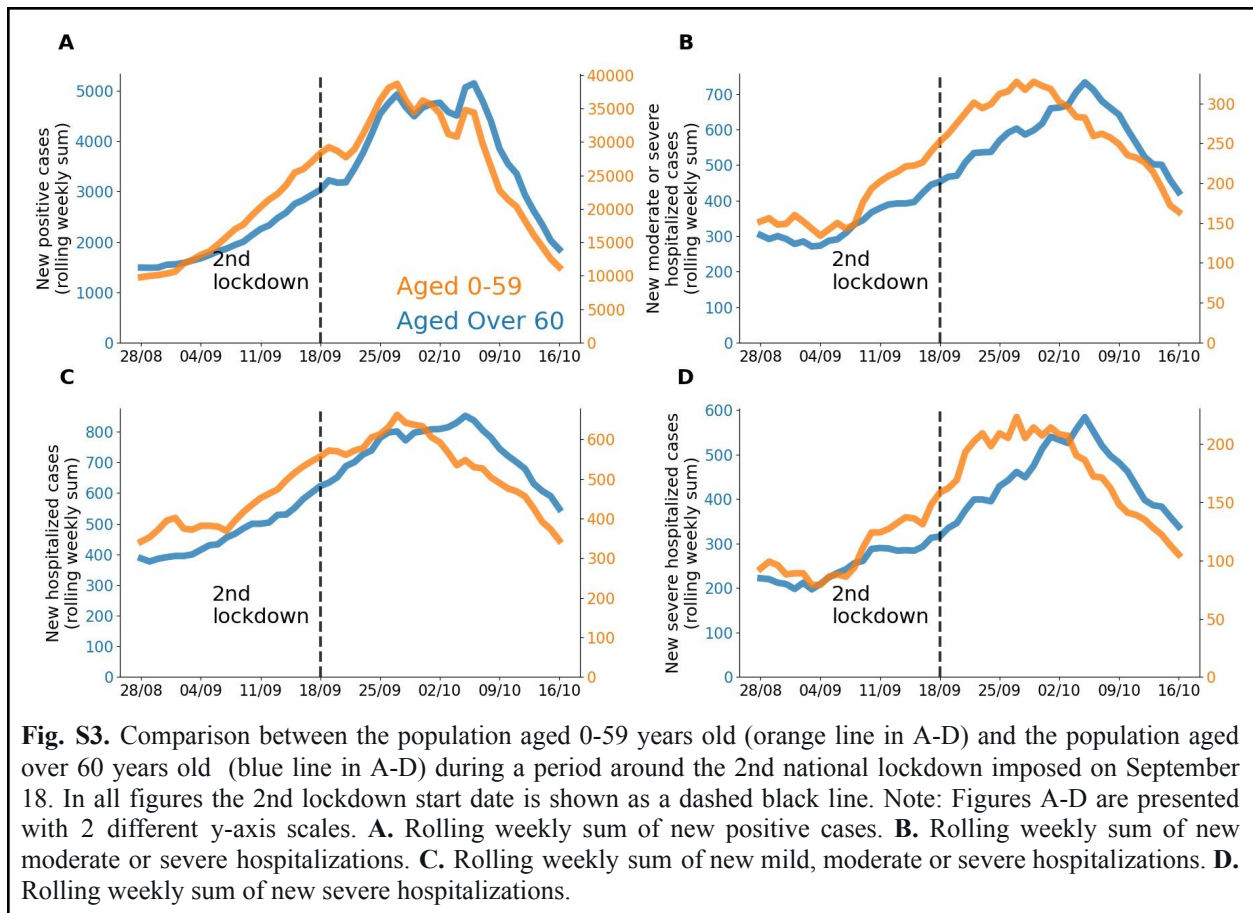 A
New positive cases
(rolling weekly sum)
5000
4000
3000
2000
1000
0
40000
35000
30000
25000
20000
15000
10000
5000
0
2nd
lockdown
Aged 0-59
Aged Over 60
28/08 04/09 11/09 18/09 25/09 02/10 09/10 16/10
B
New moderate or severe
hospitalized cases
(rolling weekly sum)
700
600
500
400
300
200
100
0
300
250
200
150
100
50
0
2nd
lockdown
28/08 04/09 11/09 18/09 25/09 02/10 09/10 16/10
C
New hospitalized cases
(rolling weekly sum)
800
700
600
500
400
300
200
100
0
600
500
400
300
200
100
0
2nd
lockdown
28/08 04/09 11/09 18/09 25/09 02/10 09/10 16/10
D
New severe hospitalized cases
(rolling weekly sum)
600
500
400
300
200
100
0
200
150
100
50
0
2nd
lockdown
28/08 04/09 11/09 18/09 25/09 02/10 09/10 16/10
Fig. S3. Comparison between the population aged 0-59 years old (orange line in A-D) and the population aged
over 60 years old (blue line in A-D) during a period around the 2nd national lockdown imposed on September
18. In all figures the 2nd lockdown start date is shown as a dashed black line. Note: Figures A-D are presented
with 2 different y-axis scales. A. Rolling weekly sum of new positive cases. B. Rolling weekly sum of new
moderate or severe hospitalizations. C. Rolling weekly sum of new mild, moderate or severe hospitalizations. D.
Rolling weekly sum of new severe hospitalizations.